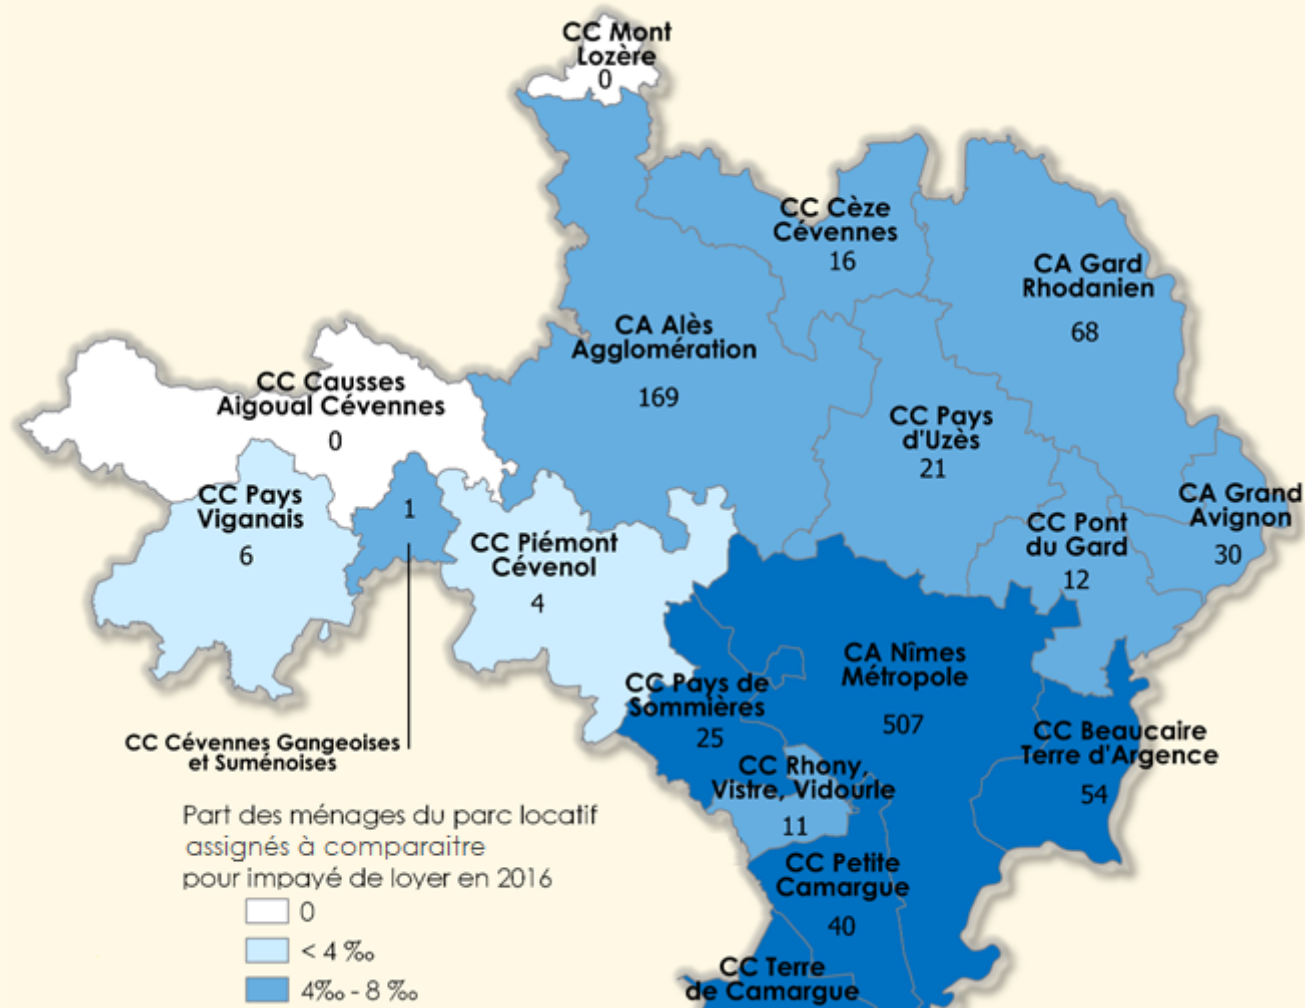 CC Mont
Lozère
0
CC Cèze
Cévennes
16
CA Gard
Rhodanien
68
CA Alès
Agglomération
169
CC Causses
Aigoual Cévennes
0
CC Pays
d'Uzès
21
CC Pays
Viganais
6
1
CA Grand
Avignon
30
CC Pont
du Gard
12
CC Piémont
Cévenol
4
CA Nîmes
Métropole
507
CC Pays de
Sommières
25
CC Cévennes Gangeoises
et Suménoises
CC Beaucaire
Terre d'Argence
54
CC Rhony,
Vistre, Vidourle
11
CC Petite
Camargue
40
CC Terre
de Camargue
Part des ménages du parc locatif
assignés à comparaitre
pour impayé de loyer en 2016
0
< 4 ‰
4‰ - 8 ‰